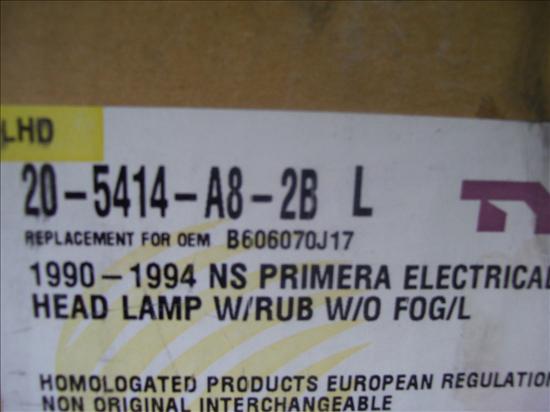 LHD
20-5414-A8-2B L
REPLACEMENT FOR OEM B606070J17
1990-1994 NS PRIMERA ELECTRICAL
HEAD LAMP W/RUB W/O FOG/L
HOMOLOGATED PRODUCTS EUROPEAN REGULATION
NON ORIGINAL INTERCHANGEABLE